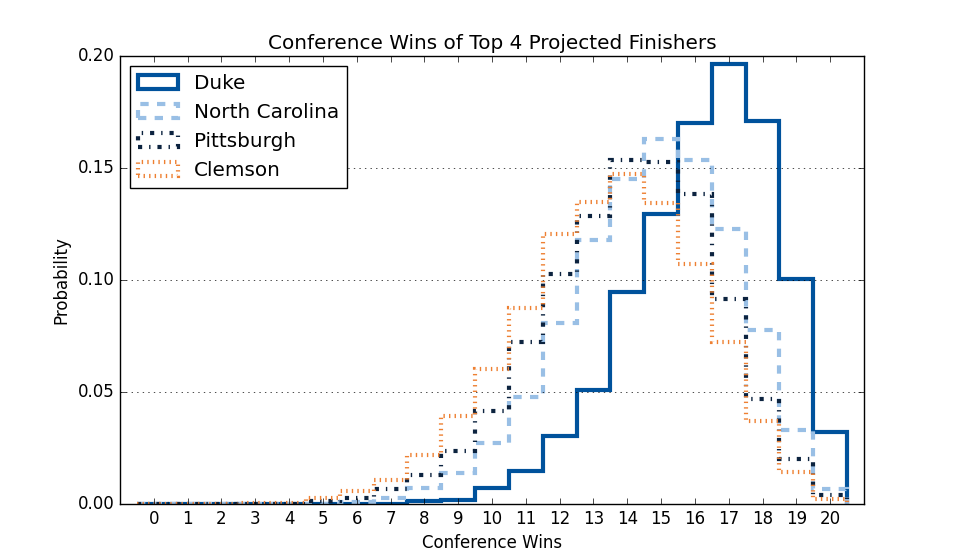 Conference Wins of Top 4 Projected Finishers
Duke
North Carolina
Pittsburgh
Clemson
Probability
0.20
0.15
0.10
0.05
0.00
0 1 2 3 4 5 6 7 8 9 10 11 12 13 14 15 16 17 18 19 20
Conference Wins